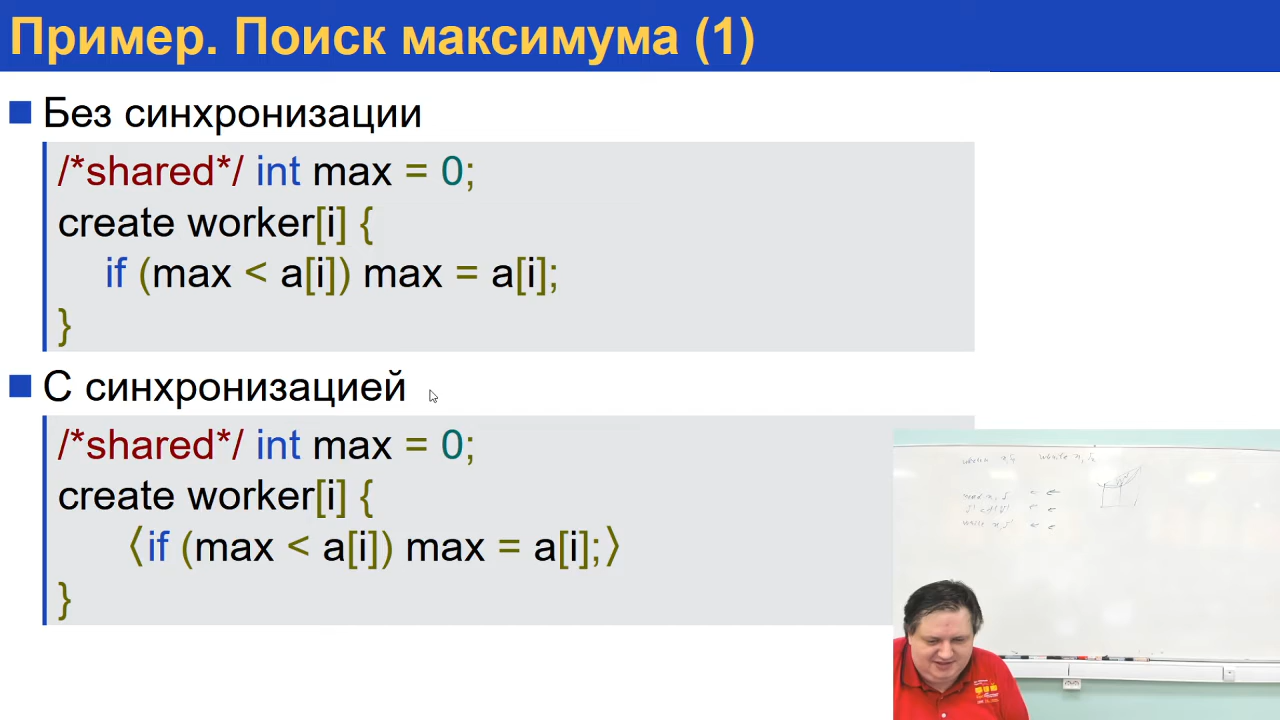 Пример. Поиск максимума (1)
Без синхронизации
/*shared*/ int max = 0;
create worker[i] {
if (max < a[i]) max = a[i];
}
С синхронизацией
/*shared*/ int max = 0;
create worker[i] {
⟨if (max < a[i]) max = a[i];⟩
}